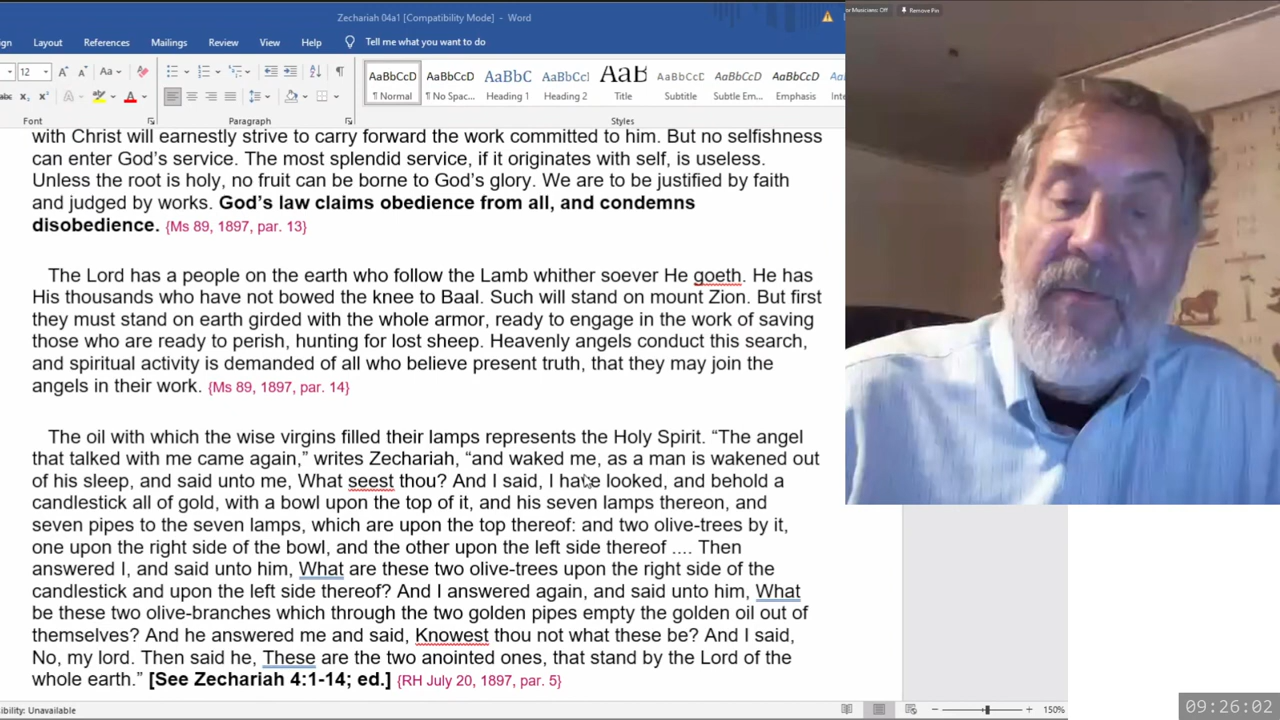 Zechariah 04a1 [Compatibility Mode] - Word
or Musicians: Off Remove Pin
gn Layout References Mailings Review View Help Tell me what you want to do
12 Aa
AaBbCcD AaBbCcD AaBbC AaBbCcl AaB AaBbCcD AaBbCcD AaBbCcD AaB
¶ Normal ¶ No Spac... Heading 1 Heading 2 Title Subtitle Subtle Em... Emphasis Inte
Font Paragraph Styles
with Christ will earnestly strive to carry forward the work committed to him. But no selfishness
can enter God’s service. The most splendid service, if it originates with self, is useless.
Unless the root is holy, no fruit can be borne to God’s glory. We are to be justified by faith
and judged by works. God’s law claims obedience from all, and condemns
disobedience. {Ms 89, 1897, par. 13}
The Lord has a people on the earth who follow the Lamb whither soever He goeth. He has
His thousands who have not bowed the knee to Baal. Such will stand on mount Zion. But first
they must stand on earth girded with the whole armor, ready to engage in the work of saving
those who are ready to perish, hunting for lost sheep. Heavenly angels conduct this search,
and spiritual activity is demanded of all who believe present truth, that they may join the
angels in their work. {Ms 89, 1897, par. 14}
The oil with which the wise virgins filled their lamps represents the Holy Spirit. “The angel
that talked with me came again,” writes Zechariah, “and waked me, as a man is wakened out
of his sleep, and said unto me, What seest thou? And I said, I have looked, and behold a
candlestick all of gold, with a bowl upon the top of it, and his seven lamps thereon, and
seven pipes to the seven lamps, which are upon the top thereof: and two olive-trees by it,
one upon the right side of the bowl, and the other upon the left side thereof .... Then
answered I, and said unto him, What are these two olive-trees upon the right side of the
candlestick and upon the left side thereof? And I answered again, and said unto him, What
be these two olive-branches which through the two golden pipes empty the golden oil out of
themselves? And he answered me and said, Knowest thou not what these be? And I said,
No, my lord. Then said he, These are the two anointed ones, that stand by the Lord of the
whole earth.” [See Zechariah 4:1-14; ed.] {RH July 20, 1897, par. 5}
ibility: Unavailable 150%
09:26:02